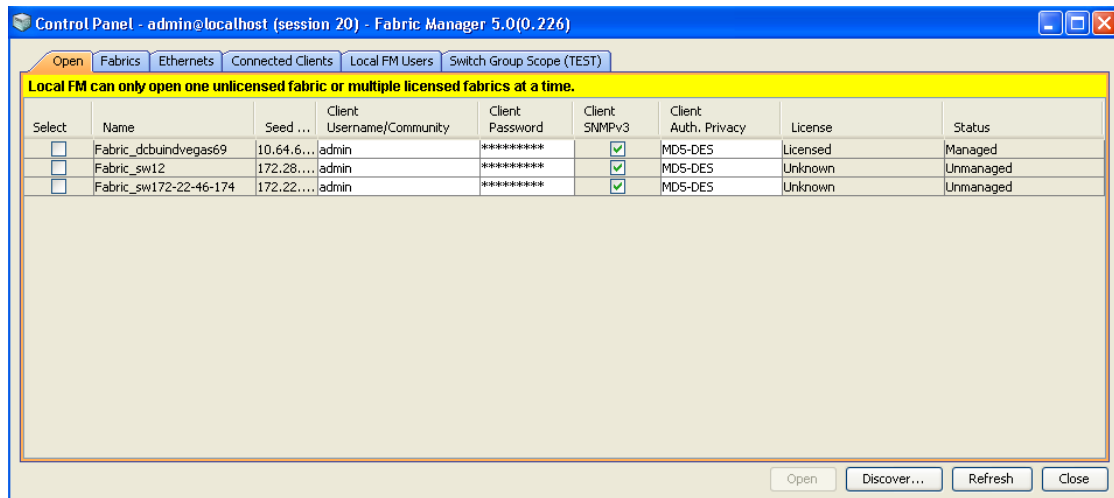 Control Panel - admin@localhost (session 20) - Fabric Manager 5.0(0.226)
Open Fabrics Ethernets Connected Clients Local FM Users Switch Group Scope (TEST)
Local FM can only open one unlicensed fabric or multiple licensed fabrics at a time.
Client Client Client Client
Select Name Seed ... Username/Community Password SNMPv3 Auth. Privacy License Status
Fabric_dcbuindvegas69 10.64.6... admin ********* MD5-DES Licensed Managed
Fabric_sw12 172.28.... admin ********* MD5-DES Unknown Unmanaged
Fabric_sw172-22-46-174 172.22.... admin ********* MD5-DES Unknown Unmanaged
Open Discover... Refresh Close